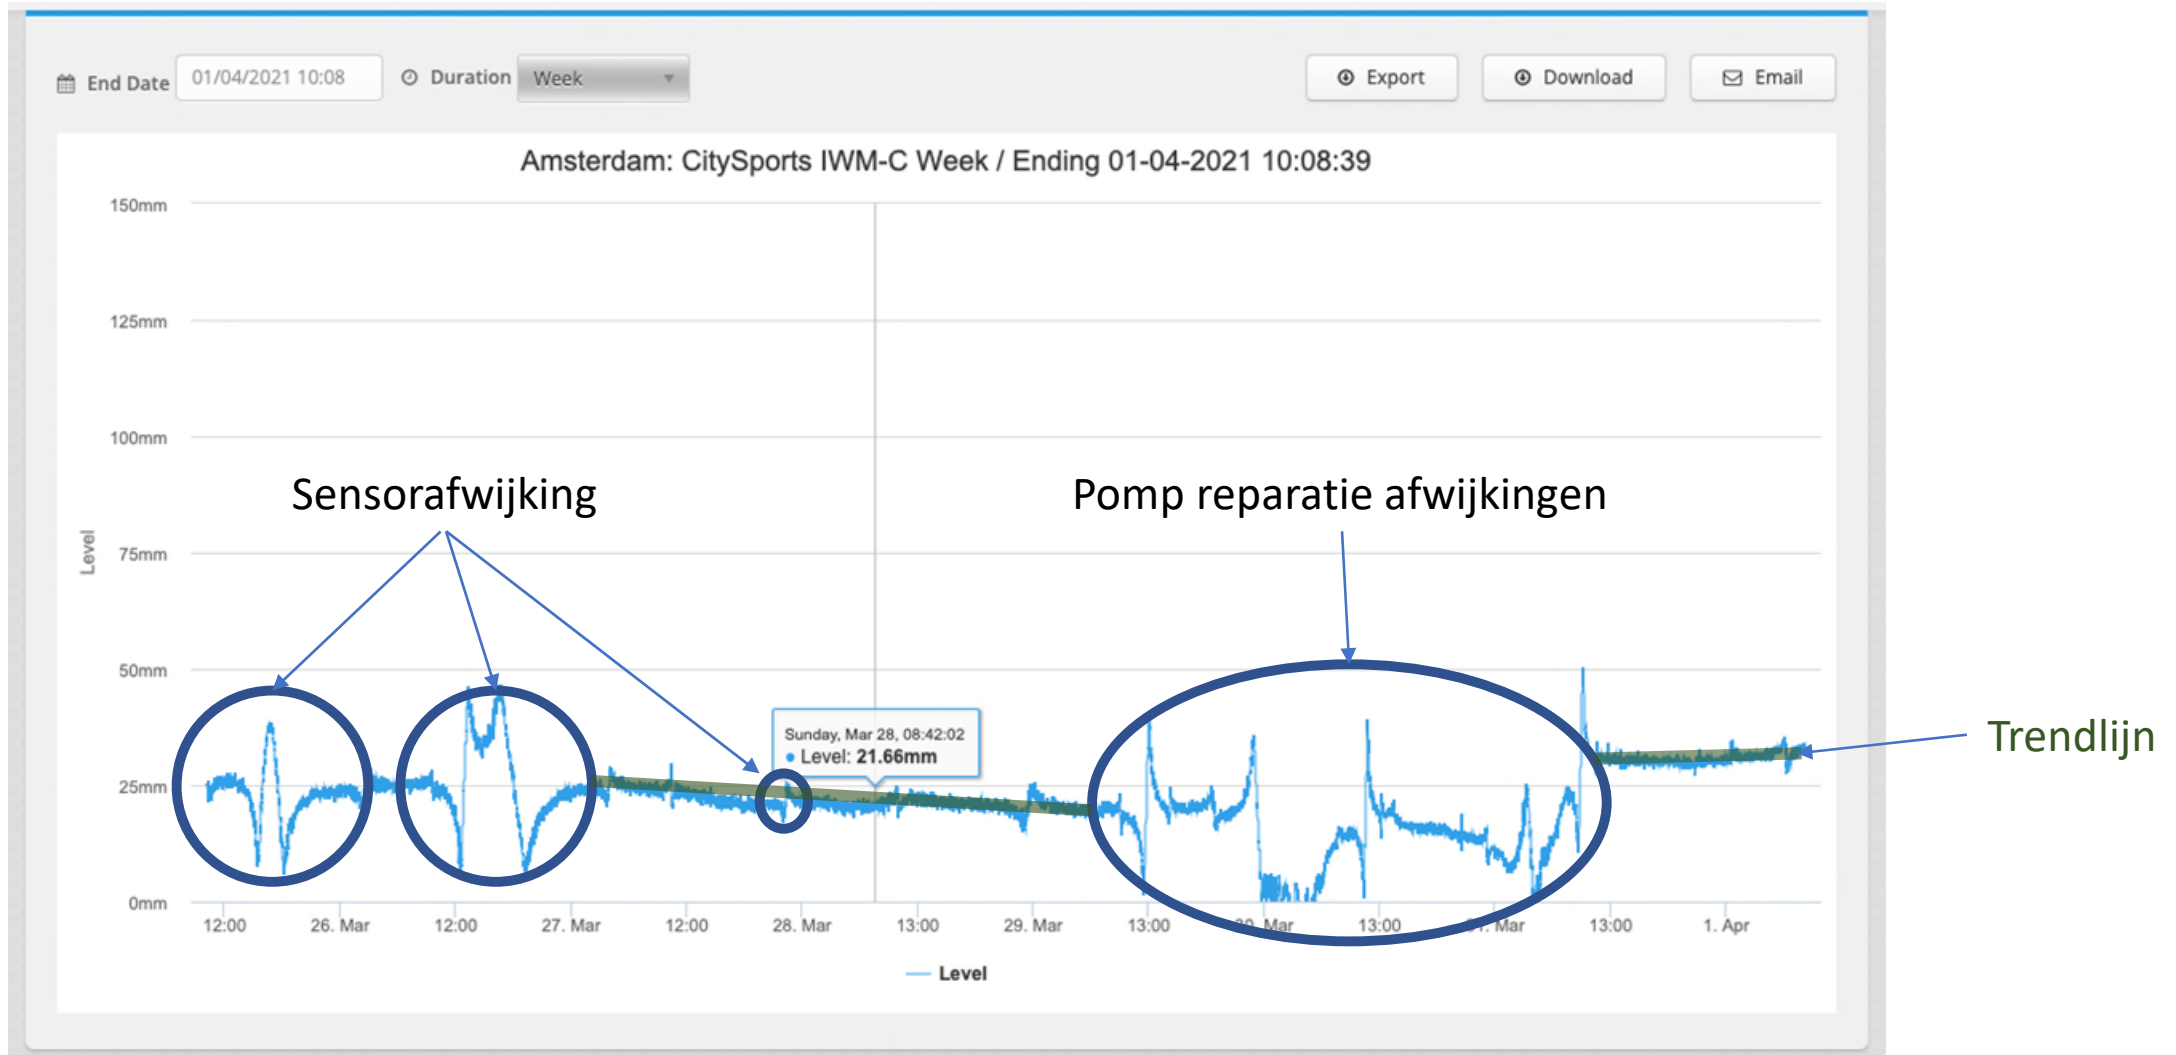 End Date 01/04/2021 10:08 Duration Week Export Download Email
Amsterdam: CitySports IWM-C Week / Ending 01-04-2021 10:08:39
150mm
125mm
100mm
Sensorafwijking
Pomp reparatie afwijkingen
75mm
Level
50mm
Sunday, Mar 28, 08:42:02
Level: 21.66mm
Trendlijn
25mm
0mm
12:00 26. Mar 12:00 27. Mar 12:00 28. Mar 13:00 29. Mar 13:00 Mar 13:00 Mar 13:00 1. Apr
Level